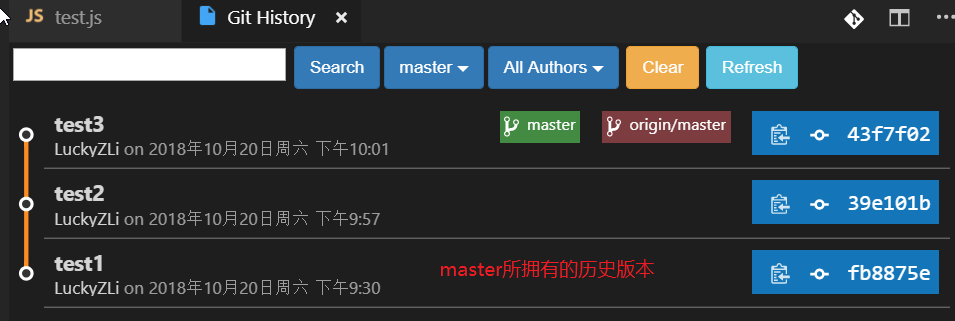 JS test.js Git History ×
Search master All Authors Clear Refresh
test3
LuckyZLi on 2018年10月20日周六 下午10:01
master origin/master 43f7f02
test2
LuckyZLi on 2018年10月20日周六 下午9:57
39e101b
test1
LuckyZLi on 2018年10月20日周六 下午9:30
master所拥有的历史版本
fb8875e